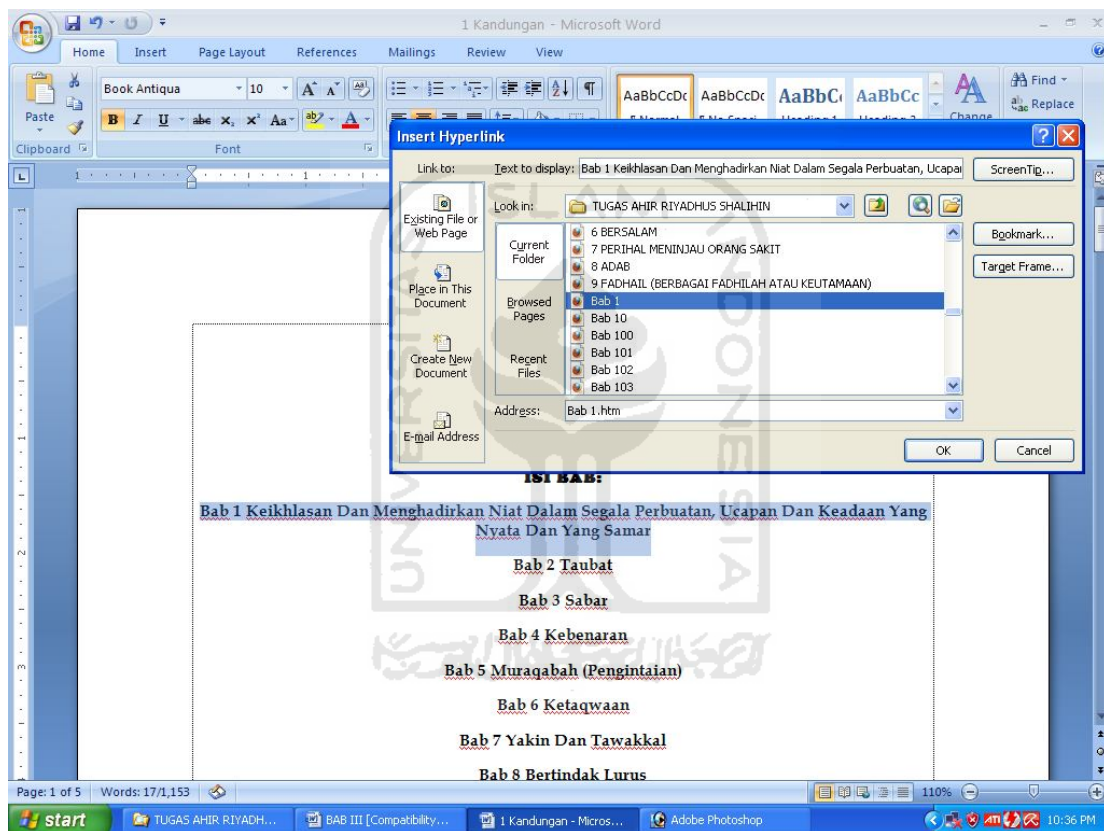 1 Kandungan - Microsoft Word
Home Insert Page Layout References Mailings Review View
Paste
Clipboard
Book Antiqua 10
B I U abe x₂ x² Aa ab A
Font
AaBbCcDc AaBbCcDc AaBbC AaBbCc
Change
Find
Replace
Insert Hyperlink
Link to:
Text to display: Bab 1 Keikhlasan Dan Menghadirkan Niat Dalam Segala Perbuatan, Ucapa
ScreenTip...
Existing File or
Web Page
Place in This
Document
Create New
Document
E-mail Address
Look in: TUGAS AHIR RIYADHUS SHALIHIN
Current
Folder
Browsed
Pages
Recent
Files
6 BERSALAM
7 PERIHAL MENINJAU ORANG SAKIT
8 ADAB
9 FADHAIL (BERBAGAI FADHILAH ATAU KEUTAMAAN)
Bab 1
Bab 10
Bab 100
Bab 101
Bab 102
Bab 103
Bookmark...
Target Frame...
Address: Bab 1.htm
OK Cancel
ISLAM
UNIVERSITAS
INDONESIA
ISI BAB:
Bab 1 Keikhlasan Dan Menghadirkan Niat Dalam Segala Perbuatan, Ucapan Dan Keadaan Yang
Nyata Dan Yang Samar
Bab 2 Taubat
Bab 3 Sabar
Bab 4 Kebenaran
Bab 5 Muraqabah (Pengintaian)
Bab 6 Ketaqwaan
Bab 7 Yakin Dan Tawakkal
Bab 8 Bertindak Lurus
Page: 1 of 5 Words: 17/1,153 110%
start TUGAS AHIR RIYADH... BAB III [Compatibility... 1 Kandungan - Micros... Adobe Photoshop 10:36 PM